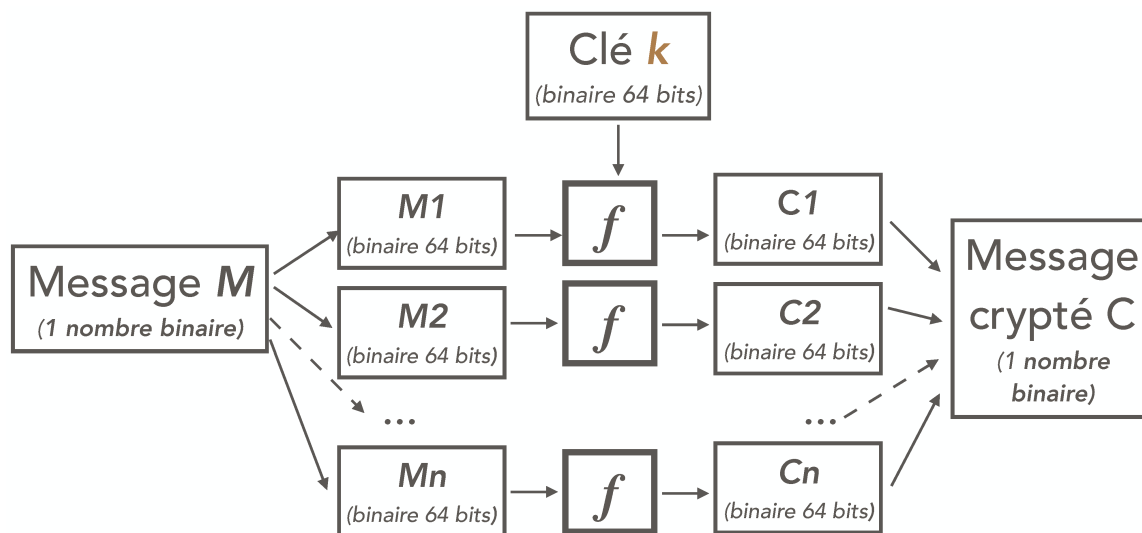 Clé k
(binaire 64 bits)
M1
(binaire 64 bits)
f
C1
(binaire 64 bits)
Message M
(1 nombre binaire)
M2
(binaire 64 bits)
f
C2
(binaire 64 bits)
Message
crypté C
(1 nombre
binaire)
...
...
Mn
(binaire 64 bits)
f
Cn
(binaire 64 bits)